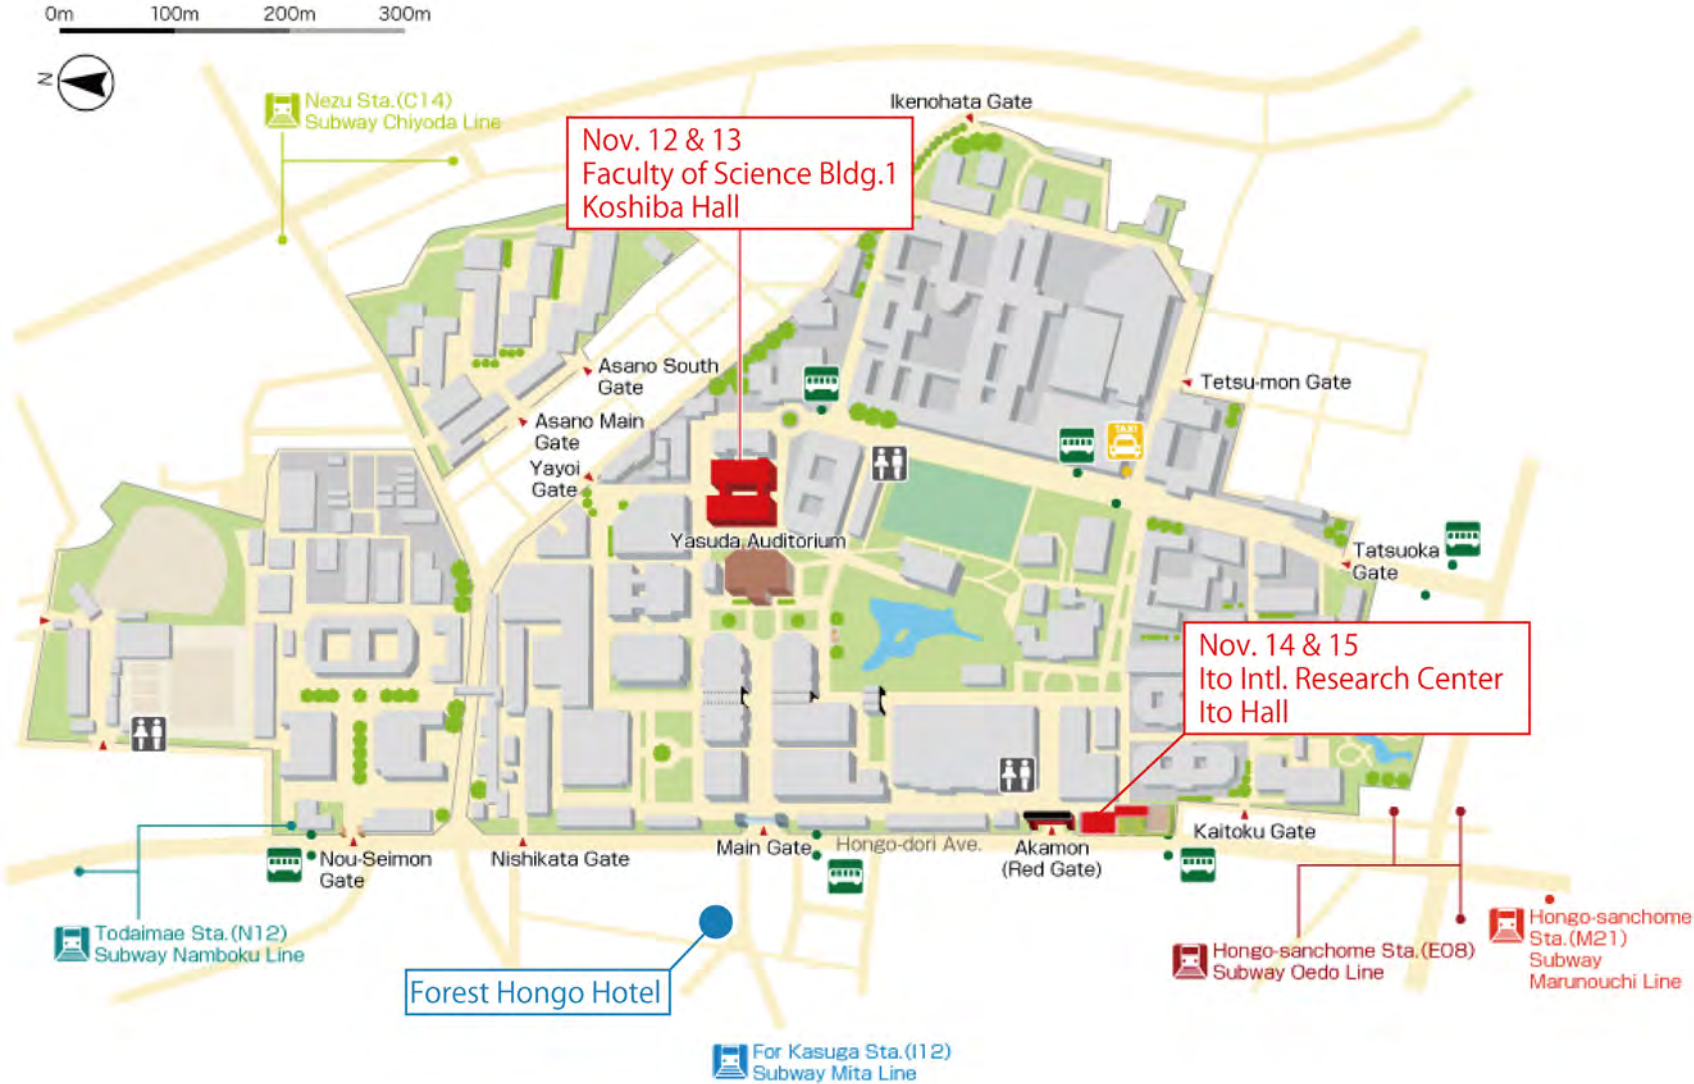 0m 100m 200m 300m
N
Nezu Sta.(C14)
Subway Chiyoda Line
Ikenohata Gate
Nov. 12 & 13
Faculty of Science Bldg.1
Koshiba Hall
Asano South
Gate
Tetsu-mon Gate
Asano Main
Gate
TAXI
Yayoi
Gate
Yasuda Auditorium
Tatsuoka
Gate
Nov. 14 & 15
Ito Intl. Research Center
Ito Hall
Nou-Seimon
Gate
Nishikata Gate
Main Gate
Hongo-dori Ave.
Akamon
(Red Gate)
Kaitoku Gate
Todaimae Sta.(N12)
Subway Namboku Line
Forest Hongo Hotel
Hongo-sanchome Sta.(E08)
Subway Oedo Line
Hongo-sanchome
Sta.(M21)
Subway
Marunouchi Line
For Kasuga Sta.(I12)
Subway Mita Line